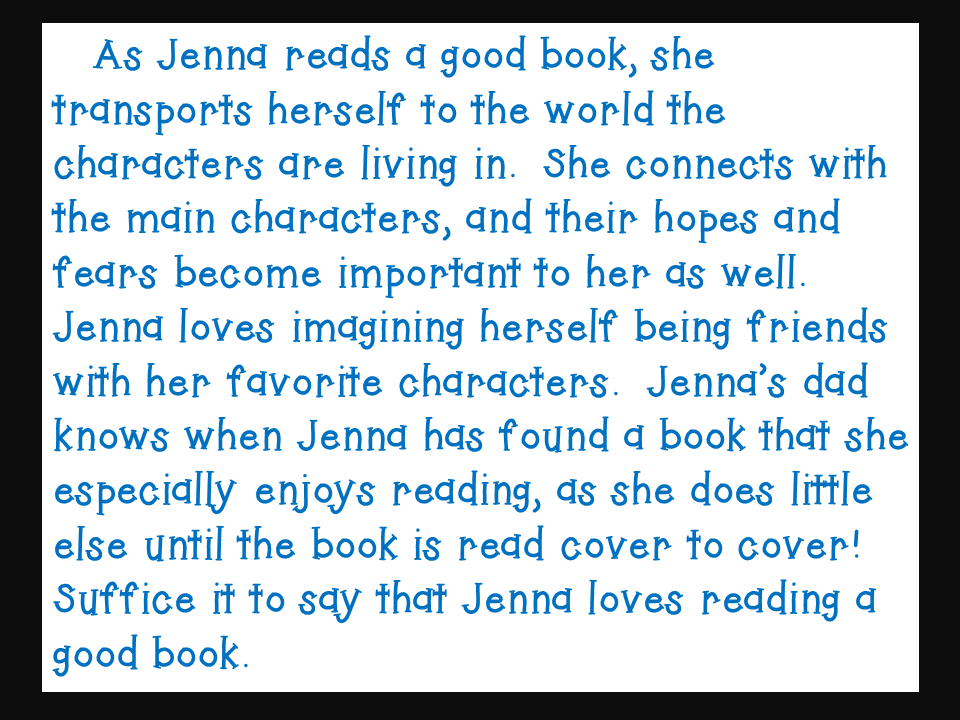 As Jenna reads a good book, she
transports herself to the world the
characters are living in.  She connects with
the main characters, and their hopes and
fears become important to her as well.
Jenna loves imagining herself being friends
with her favorite characters.  Jenna’s dad
knows when Jenna has found a book that she
especially enjoys reading, as she does little
else until the book is read cover to cover!
Suffice it to say that Jenna loves reading a
good book.